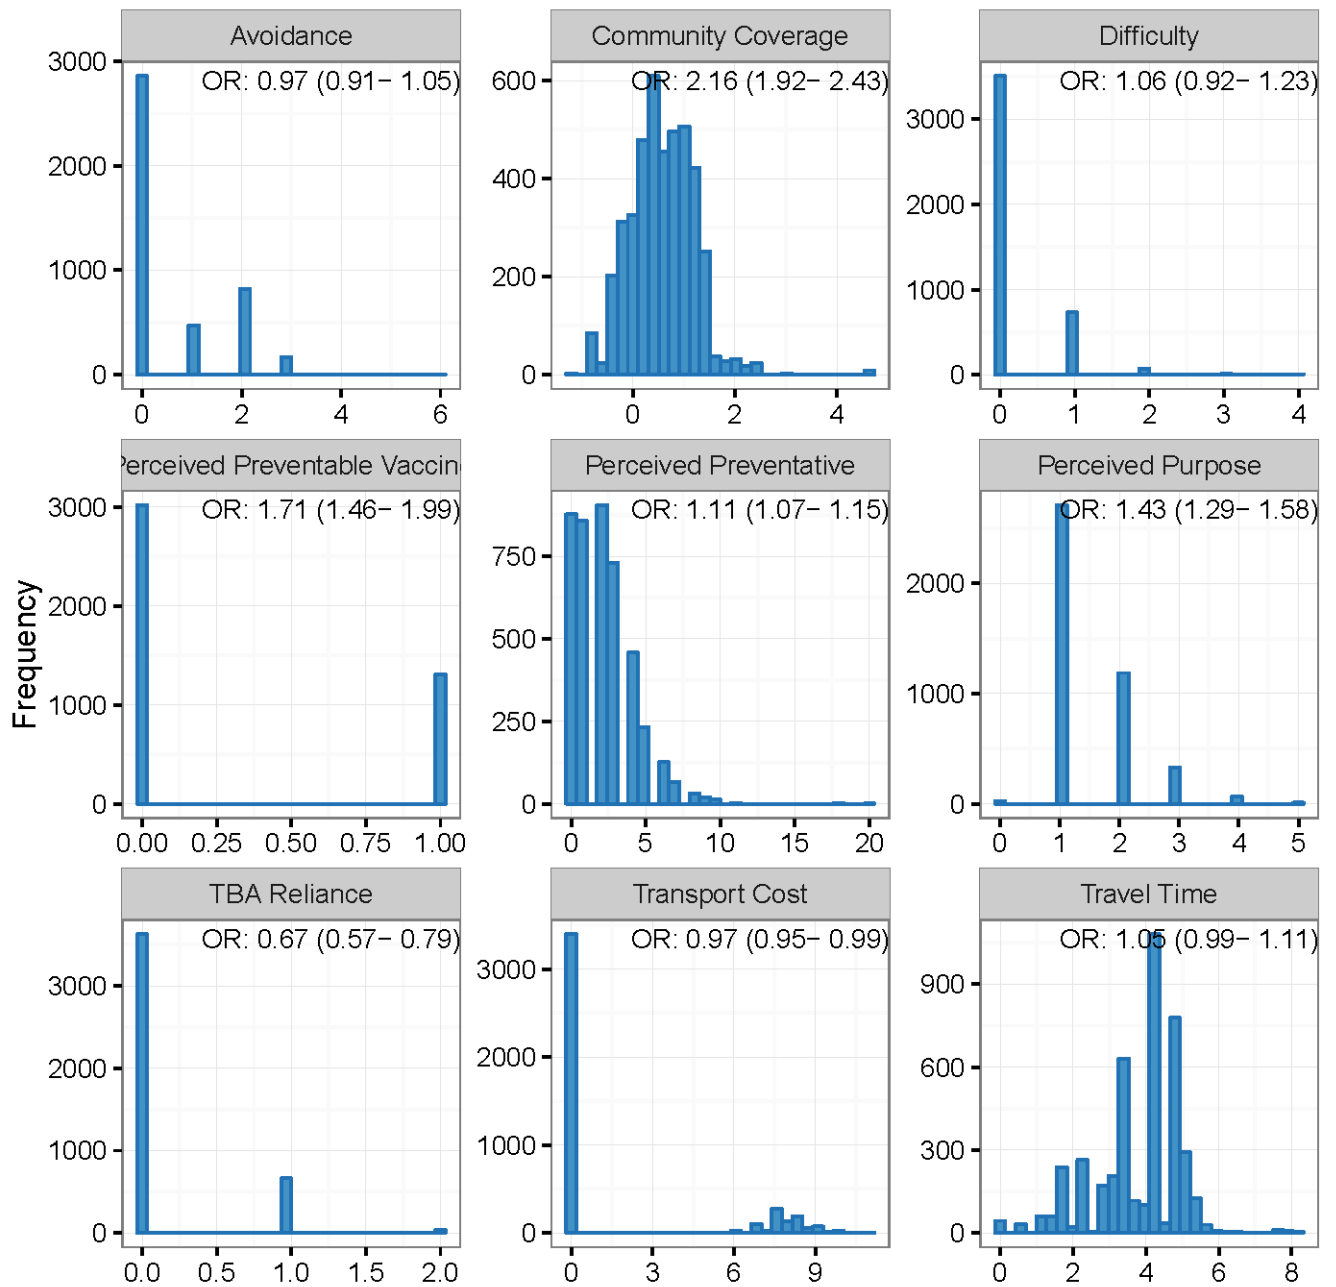 Avoidance
OR: 0.97 (0.91− 1.05)
3000
2000
1000
0
0 2 4 6
Community Coverage
OR: 2.16 (1.92− 2.43)
600
400
200
0
0 2 4
Difficulty
OR: 1.06 (0.92− 1.23)
3000
2000
1000
0
0 1 2 3 4
Frequency
Perceived Preventable Vaccin
OR: 1.71 (1.46− 1.99)
3000
2000
1000
0
0.00 0.25 0.50 0.75 1.00
Perceived Preventative
OR: 1.11 (1.07− 1.15)
750
500
250
0
0 5 10 15 20
Perceived Purpose
OR: 1.43 (1.29− 1.58)
2000
1000
0
0 1 2 3 4 5
TBA Reliance
OR: 0.67 (0.57− 0.79)
3000
2000
1000
0
0.0 0.5 1.0 1.5 2.0
Transport Cost
OR: 0.97 (0.95− 0.99)
3000
2000
1000
0
0 3 6 9
Travel Time
OR: 1.05 (0.99− 1.11)
900
600
300
0
0 2 4 6 8